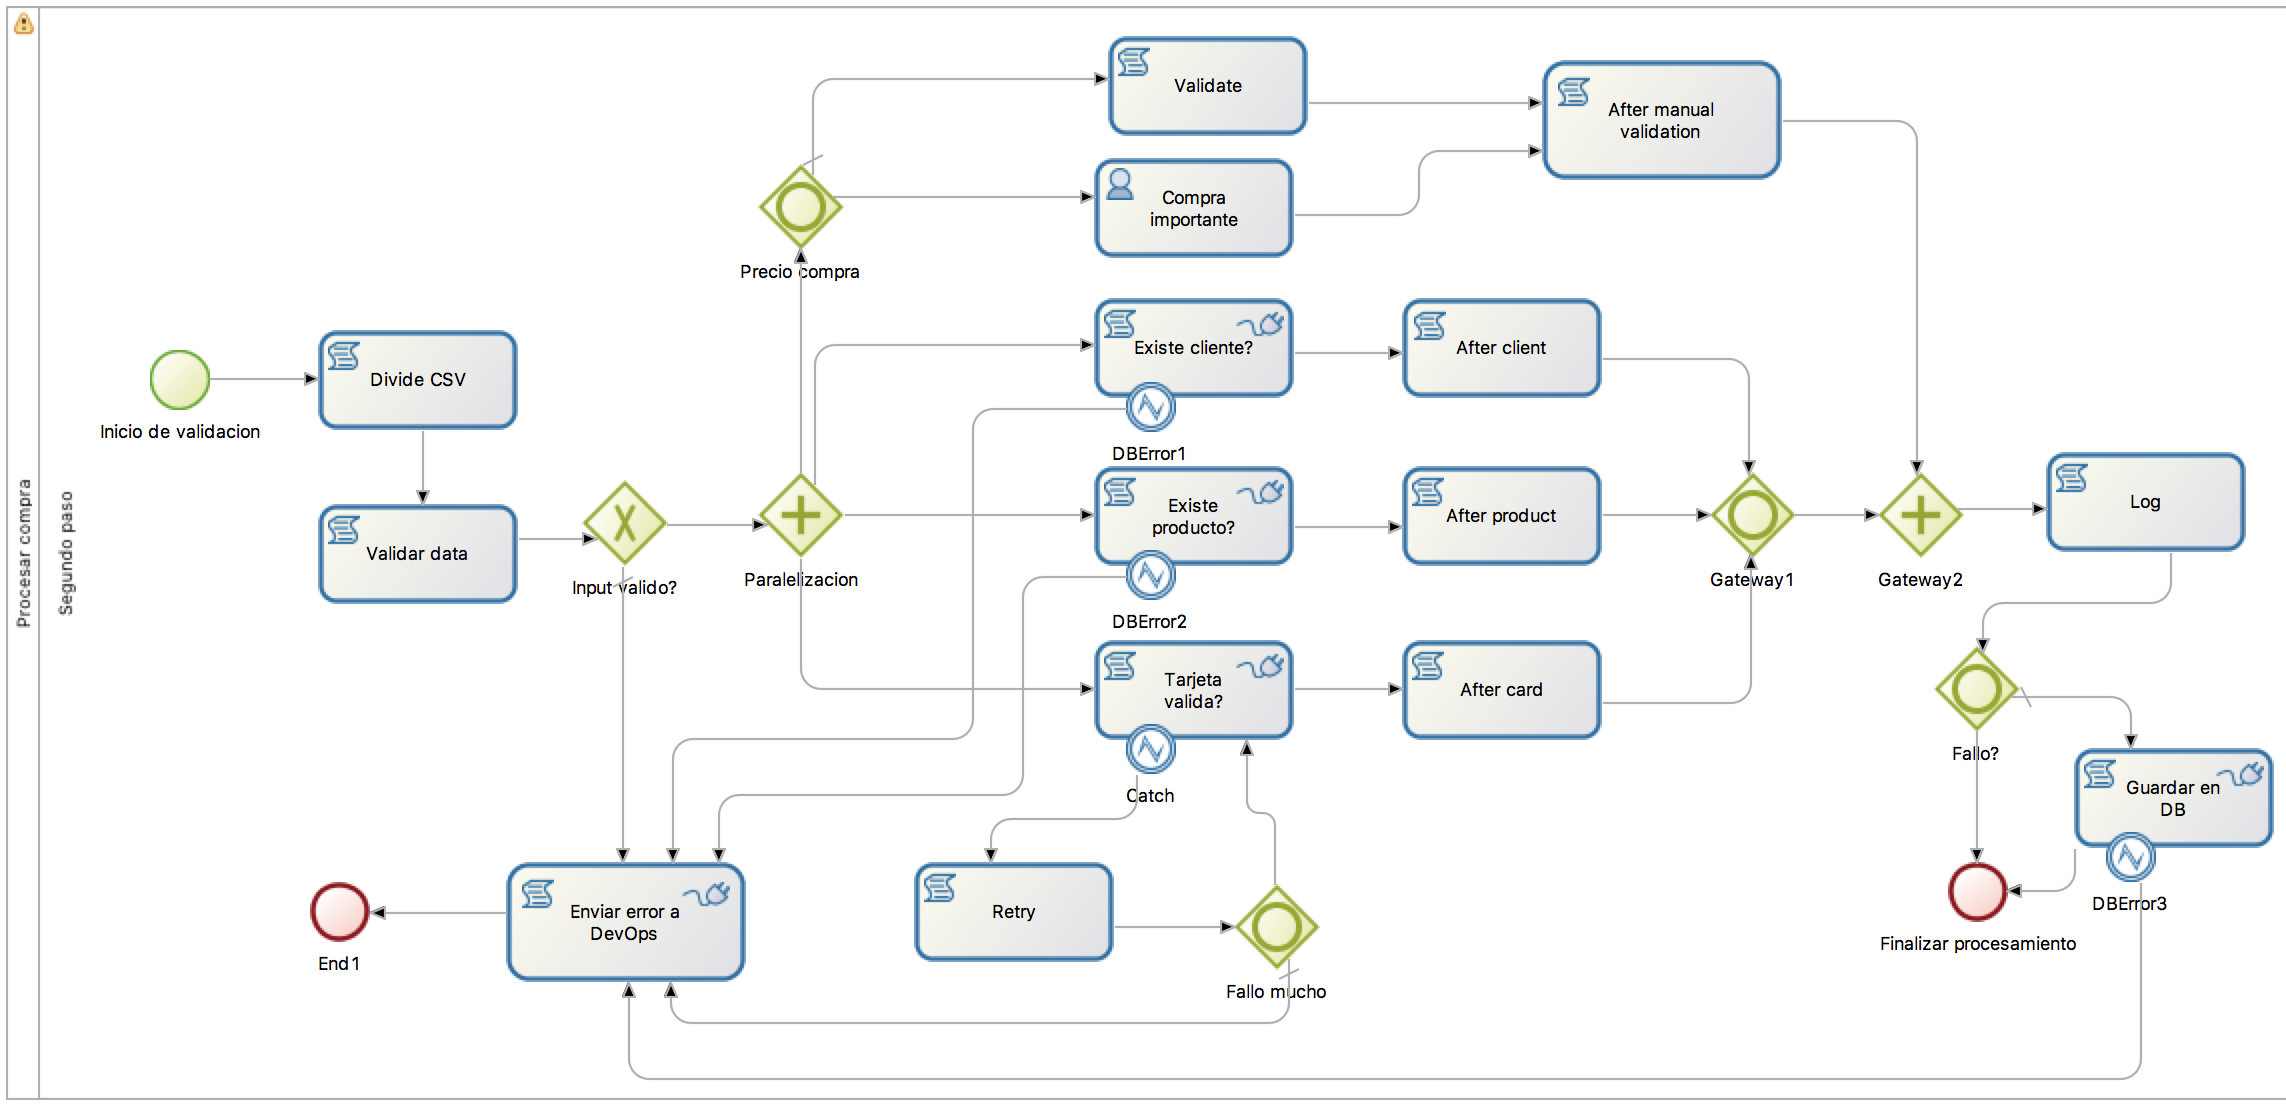 Procesar compra
Segundo paso
Validate
After manual
validation
Compra
importante
Precio compra
Inicio de validacion
Divide CSV
Existe cliente?
After client
DBError1
Validar data
Input valido?
Paralelizacion
Existe
producto?
After product
DBError2
Gateway1
Gateway2
Log
Tarjeta
valida?
After card
Catch
Fallo?
Guardar en
DB
DBError3
Finalizar procesamiento
Enviar error a
DevOps
End1
Retry
Fallo mucho